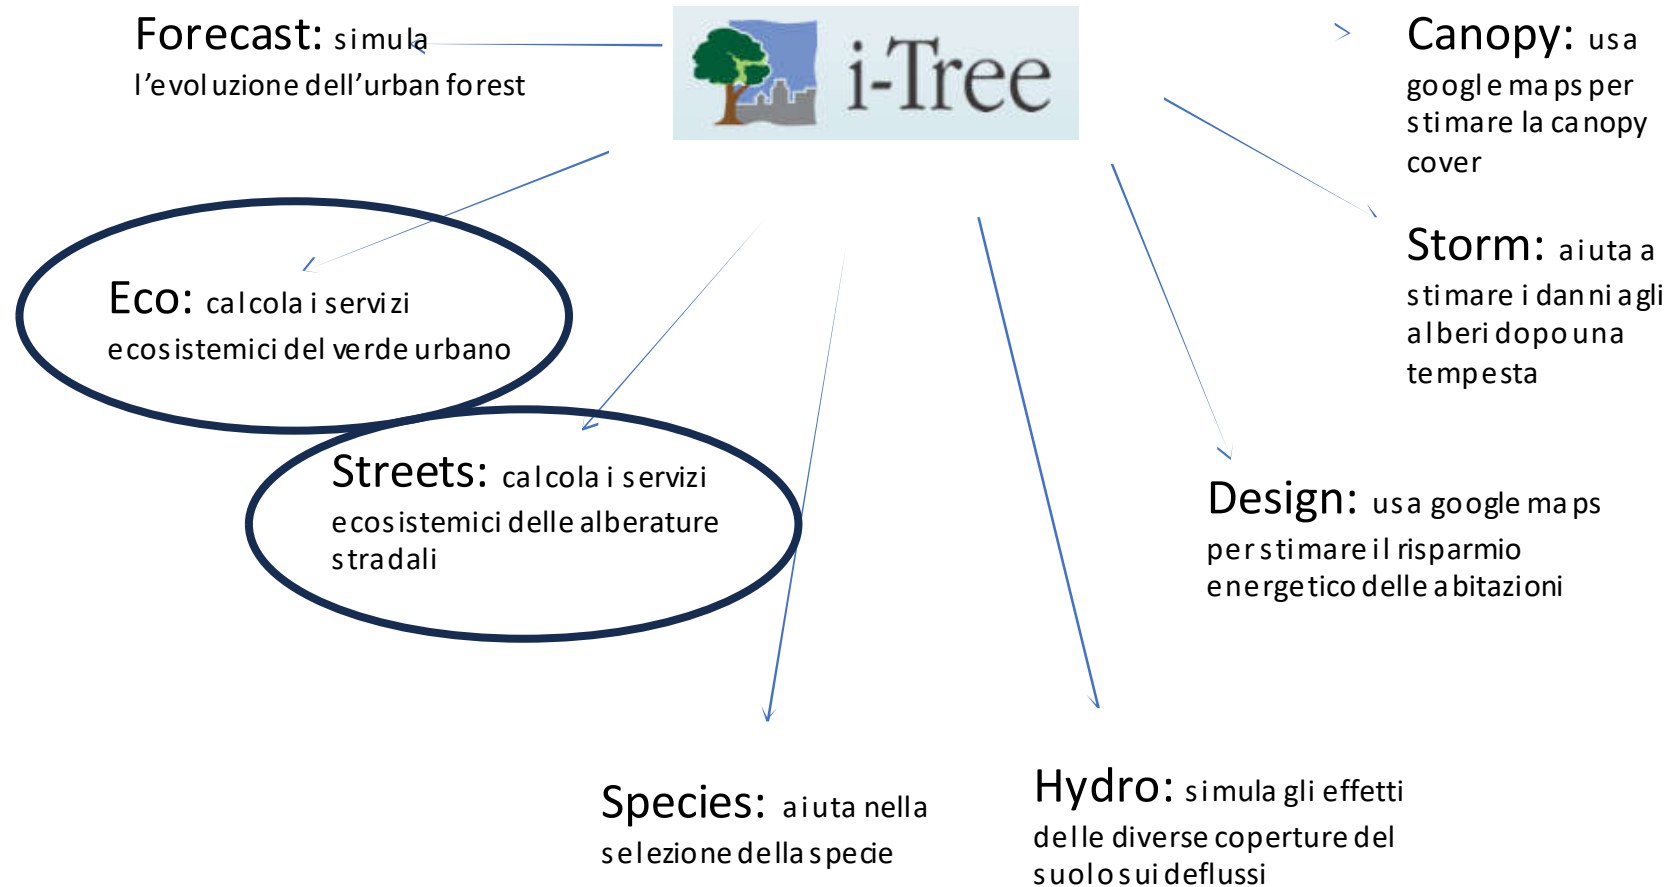 Forecast: simula
l'evoluzione dell'urban forest
i-Tree
Canopy: usa
google maps per
stimare la canopy
cover
Storm: aiuta a
stimare i danni agli
alberi dopo una
tempesta
Eco: calcola i servizi
ecosistemici del verde urbano
Streets: calcola i servizi
ecosistemici delle alberature
stradali
Design: usa google maps
per stimare il risparmio
energetico delle abitazioni
Species: aiuta nella
selezione della specie
Hydro: simula gli effetti
delle diverse coperture del
suolo sui deflussi